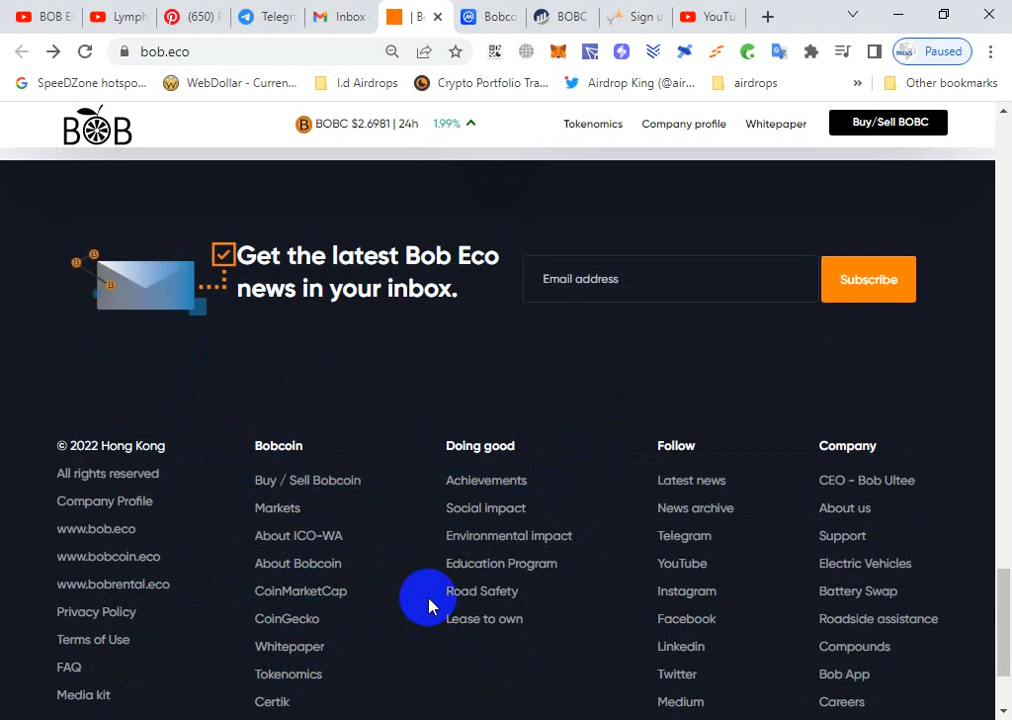 BOB E
Lymph
(650)
Telegr
Inbox
B
Bobco
BOBC
Sign u
YouTu
bob.eco
Paused
SpeeDZone hotspo...
WebDollar - Curren...
I.d Airdrops
Crypto Portfolio Tra...
Airdrop King (@air...
airdrops
»
Other bookmarks
BOB
BOBC $2.6981 | 24h 1.99%
Tokenomics
Company profile
Whitepaper
Buy/Sell BOBC
Get the latest Bob Eco
news in your inbox.
Email address
Subscribe
© 2022 Hong Kong
All rights reserved
Company Profile
www.bob.eco
www.bobcoin.eco
www.bobrental.eco
Privacy Policy
Terms of Use
FAQ
Media kit
Bobcoin
Buy / Sell Bobcoin
Markets
About ICO-WA
About Bobcoin
CoinMarketCap
CoinGecko
Whitepaper
Tokenomics
Certik
Doing good
Achievements
Social impact
Environmental impact
Education Program
Road Safety
Lease to own
Follow
Latest news
News archive
Telegram
YouTube
Instagram
Facebook
Linkedin
Twitter
Medium
Company
CEO - Bob Ultee
About us
Support
Electric Vehicles
Battery Swap
Roadside assistance
Compounds
Bob App
Careers